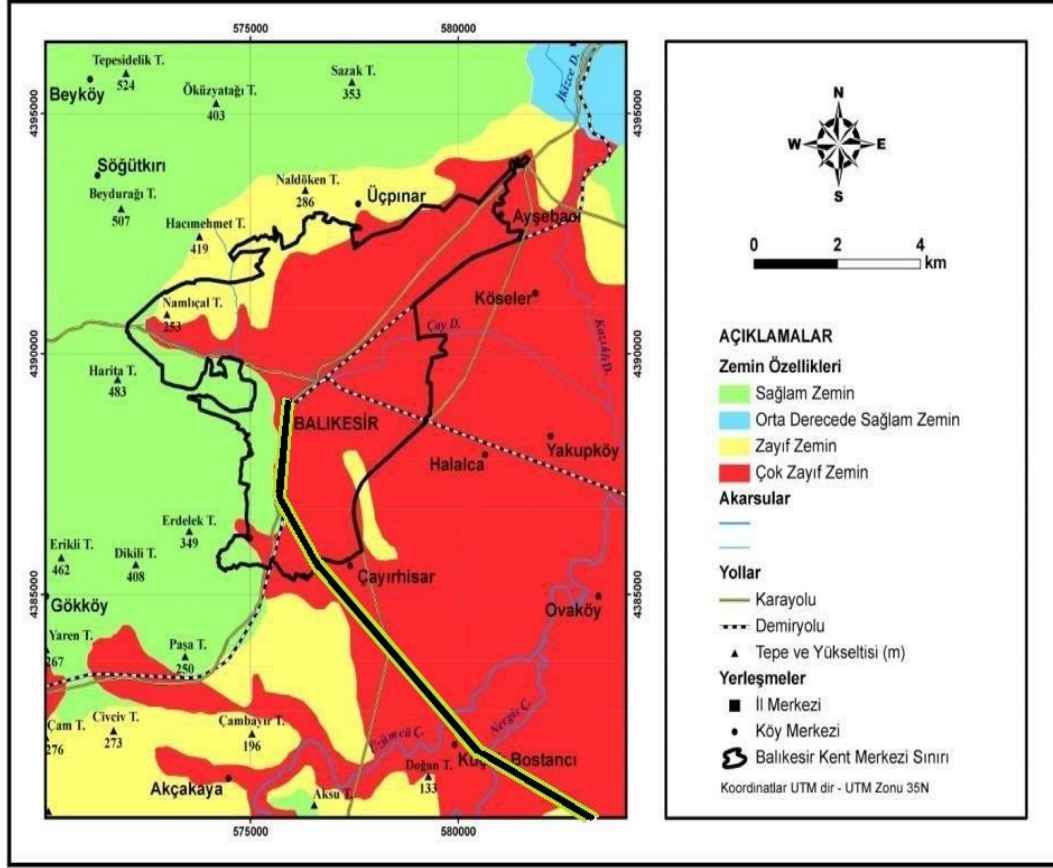 575000 580000
Tepesidelik T.
524
Beyköy
Öküzyatağı T.
403
Sazak T.
353
İkizce D.
4395000 4395000
Söğütkırı
Beydurağı T.
507
Naldöken T.
286
Üçpınar
Hacımehmet T.
419
Namlıçal T.
253
Köseler
Çay D.
Kazıklı D.
4390000 4390000
Harita T.
483
BALIKESİR
Halalca
Yakupköy
Erdelek T.
349
Erikli T.
462
Dikili T.
408
Çayırhisar
Gökköy
4385000 4385000
Ovaköy
Yaren T.
267
Paşa T.
250
Çam T.
276
Civciv T.
273
Çambayır T.
196
Üzümcü Ç.
Nergis Ç.
Bostancı
Doğan T.
133
Akçakaya
Aksu T.
575000 580000
N
W E
S
0 2 4
km
AÇIKLAMALAR
Zemin Özellikleri
Sağlam Zemin
Orta Derecede Sağlam Zemin
Zayıf Zemin
Çok Zayıf Zemin
Akarsular
Yollar
Karayolu
Demiryolu
Tepe ve Yükseltisi (m)
Yerleşmeler
İl Merkezi
Köy Merkezi
Balıkesir Kent Merkezi Sınırı
Koordinatlar UTM dir - UTM Zonu 35N